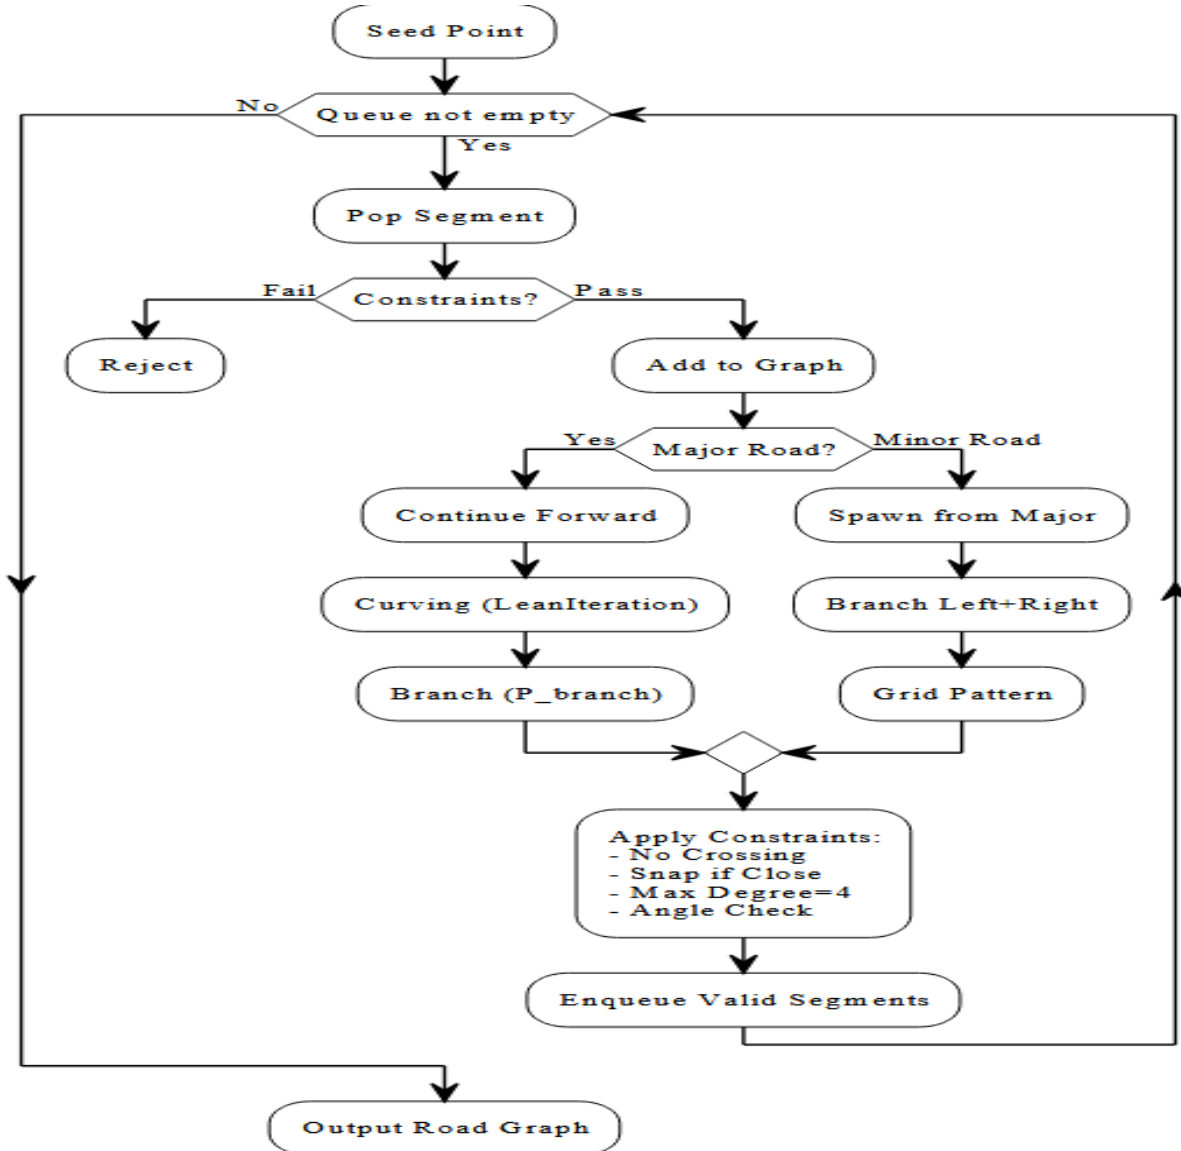 Seed Point
No
Queue not empty
Yes
Pop Segment
Fail
Constraints?
Pass
Reject
Add to Graph
Yes
Major Road?
Minor Road
Continue Forward
Spawn from Major
Curving (LeanIteration)
Branch Left+Right
Branch (P_branch)
Grid Pattern
Apply Constraints:
- No Crossing
- Snap if Close
- Max Degree=4
- Angle Check
Enqueue Valid Segments
Output Road Graph